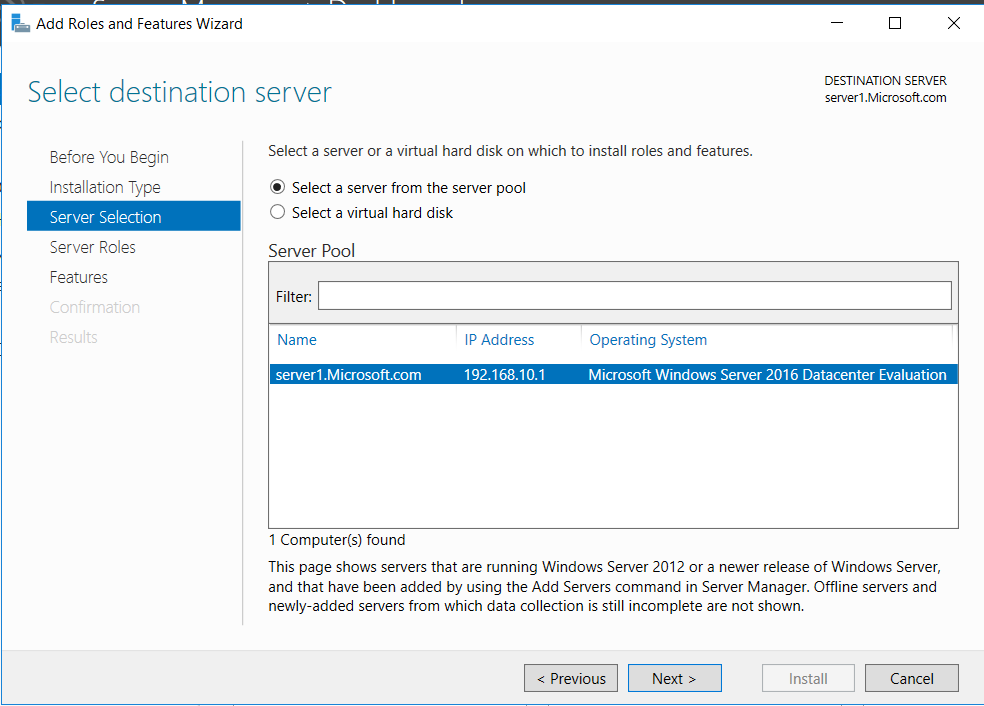 Add Roles and Features Wizard
Select destination server
DESTINATION SERVER
server1.Microsoft.com
Before You Begin
Installation Type
Server Selection
Server Roles
Features
Confirmation
Results
Select a server or a virtual hard disk on which to install roles and features.
Select a server from the server pool
Select a virtual hard disk
Server Pool
Filter:
Name IP Address Operating System
server1.Microsoft.com 192.168.10.1 Microsoft Windows Server 2016 Datacenter Evaluation
1 Computer(s) found
This page shows servers that are running Windows Server 2012 or a newer release of Windows Server,
and that have been added by using the Add Servers command in Server Manager. Offline servers and
newly-added servers from which data collection is still incomplete are not shown.
< Previous Next > Install Cancel